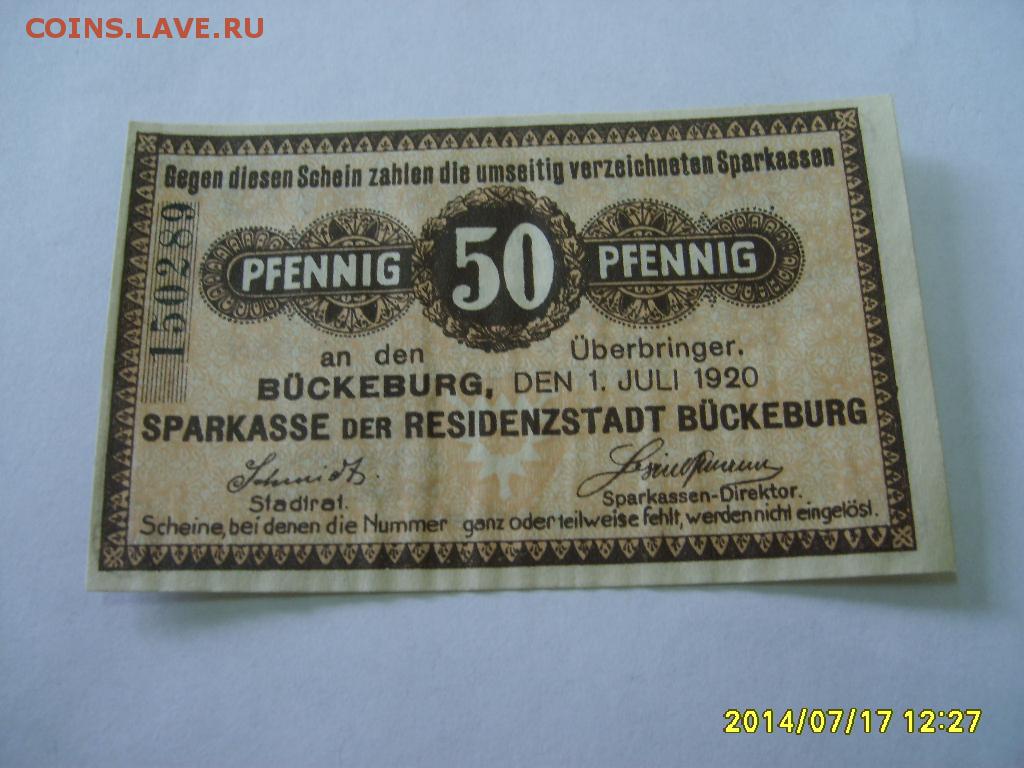 COINS.LAVE.RU
Gegen diesen Schein zahlen die umseitig verzeichneten Sparkassen
150289
PFENNIG 50 PFENNIG
an den Überbringer.
BÜCKEBURG, DEN 1. JULI 1920
SPARKASSE DER RESIDENZSTADT BÜCKEBURG
Schmidt.
Stadtrat. Sparkassen-Direktor.
Scheine, bei denen die Nummer ganz oder teilweise fehlt, werden nicht eingelöst.
2014/07/17 12:27